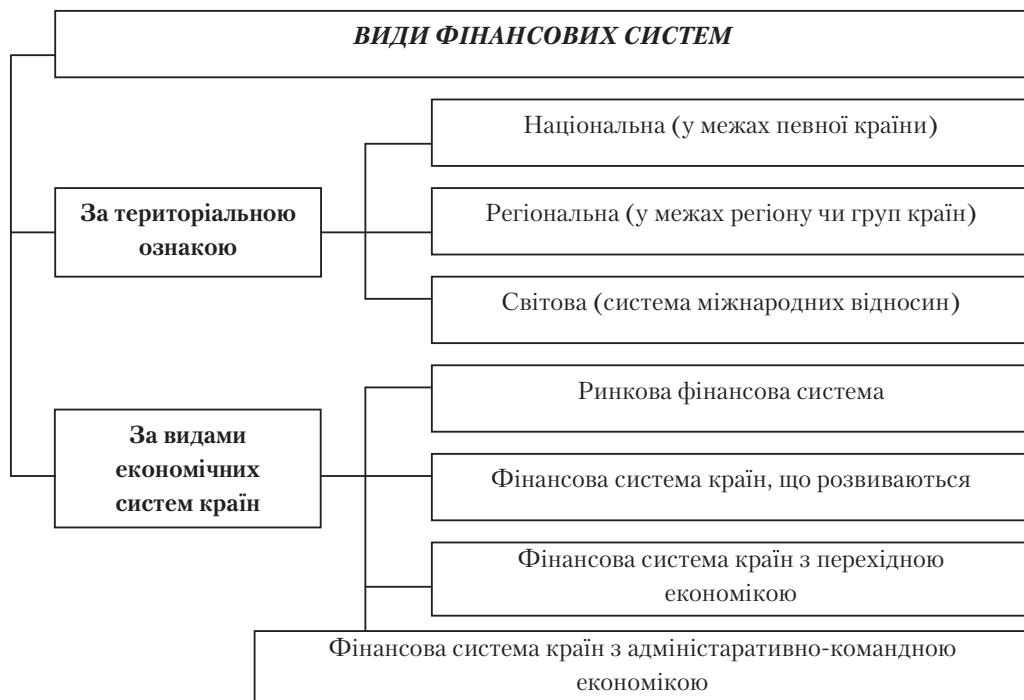 ВИДИ ФІНАНСОВИХ СИСТЕМ
Національна (у межах певної країни)
За територіальною
ознакою
Регіональна (у межах регіону чи груп країн)
Світова (система міжнародних відносин)
Ринкова фінансова система
За видами
економічних
систем країн
Фінансова система країн, що розвиваються
Фінансова система країн з перехідною
економікою
Фінансова система країн з адміністаративно-командною
економікою